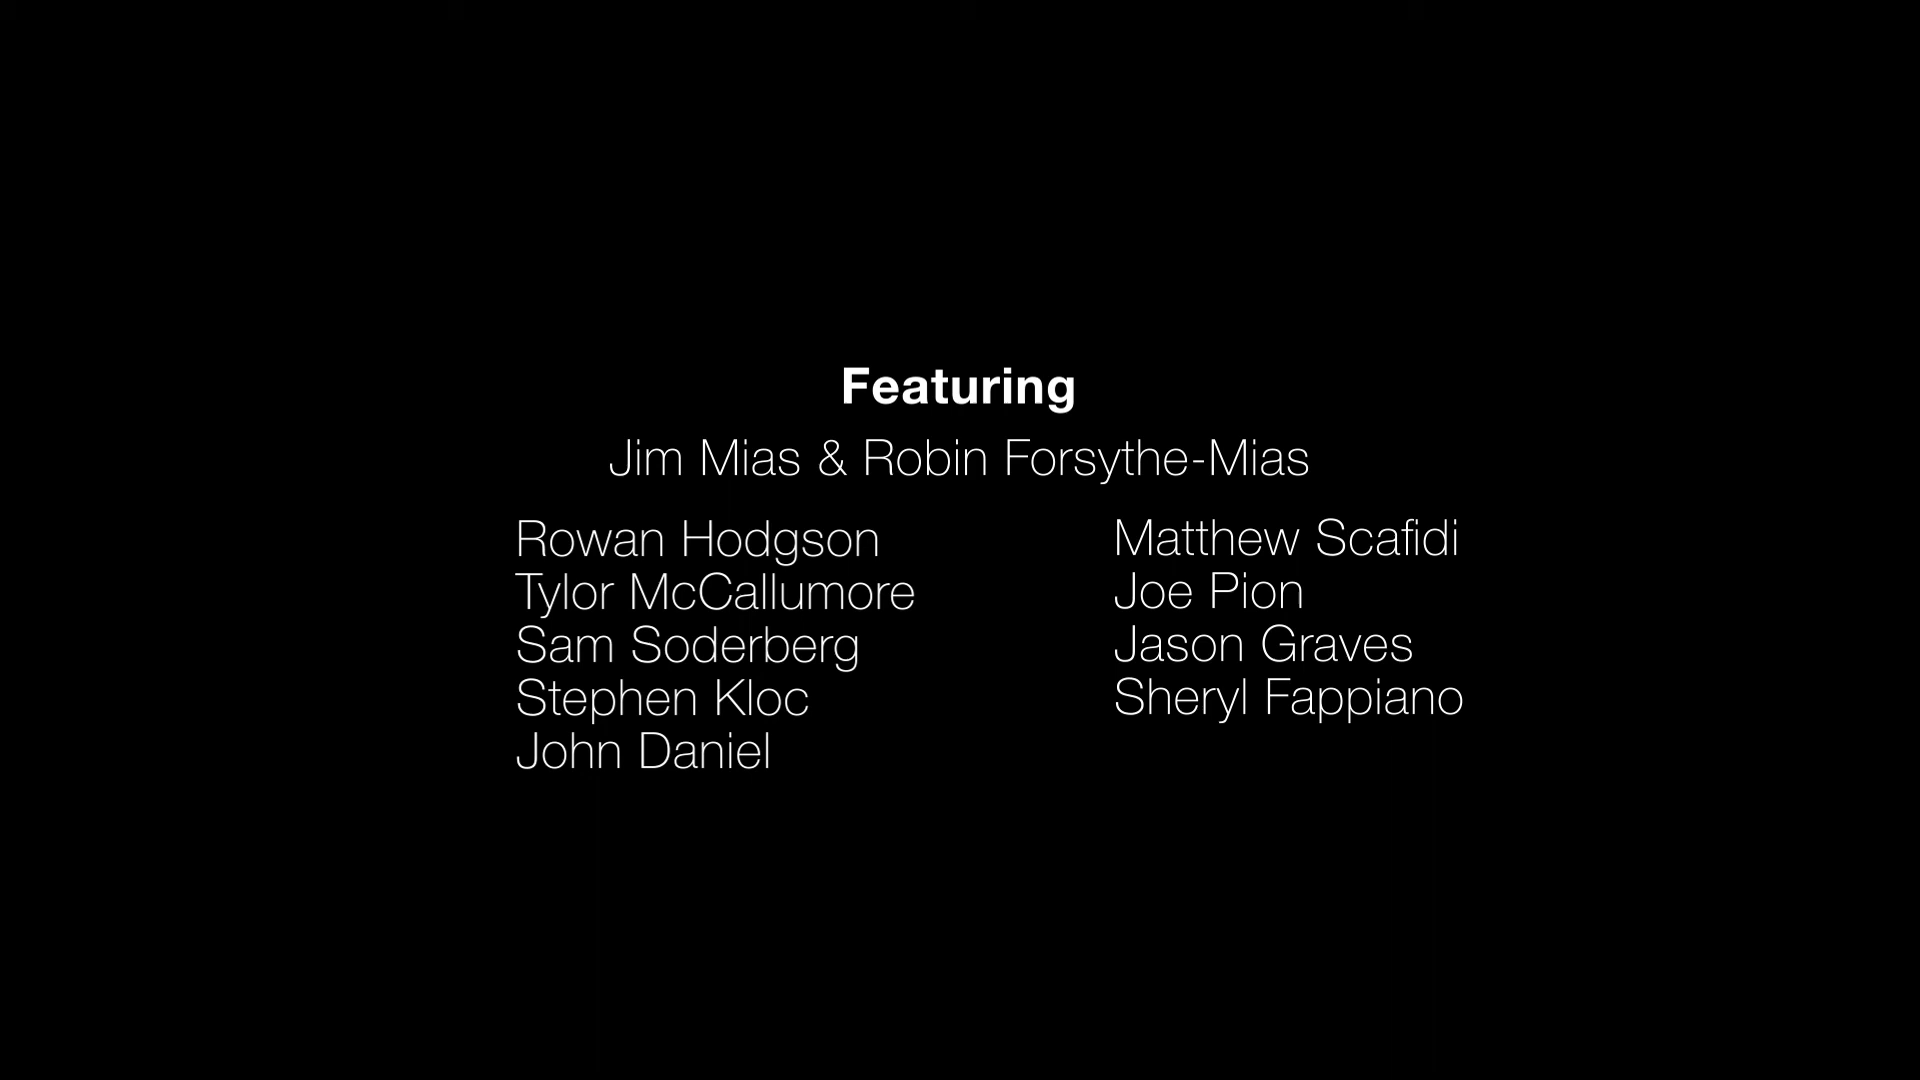 Featuring
Jim Mias & Robin Forsythe-Mias
Rowan Hodgson
Tylor McCallumore
Sam Soderberg
Stephen Kloc
John Daniel
Matthew Scafidi
Joe Pion
Jason Graves
Sheryl Fappiano